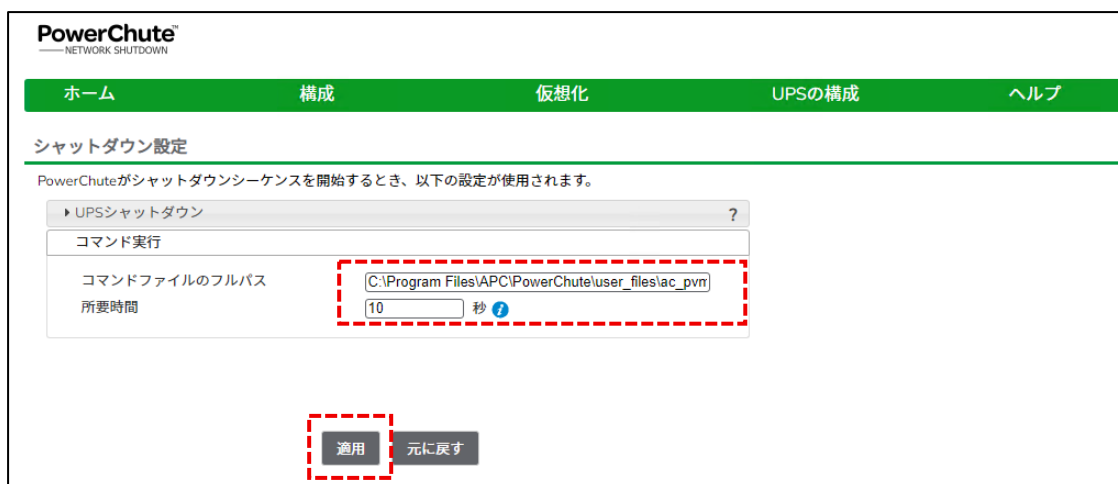 PowerChute™
NETWORK SHUTDOWN
ホーム 構成 仮想化 UPSの構成 ヘルプ
シャットダウン設定
PowerChuteがシャットダウンシーケンスを開始するとき、以下の設定が使用されます。
UPSシャットダウン ?
コマンド実行
コマンドファイルのフルパス C:\Program Files\APC\PowerChute\user_files\ac_pvm
所要時間 10 秒 i
適用 元に戻す